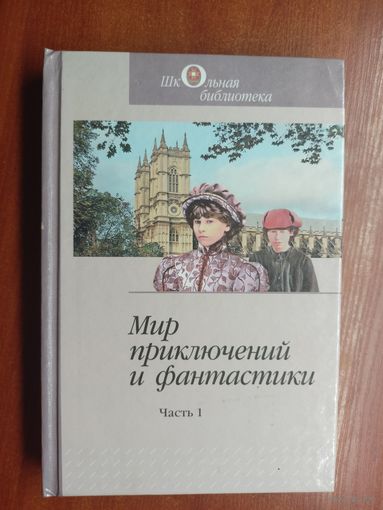 Школьная
библиотека
Мир
приключений
и фантастики
Часть 1